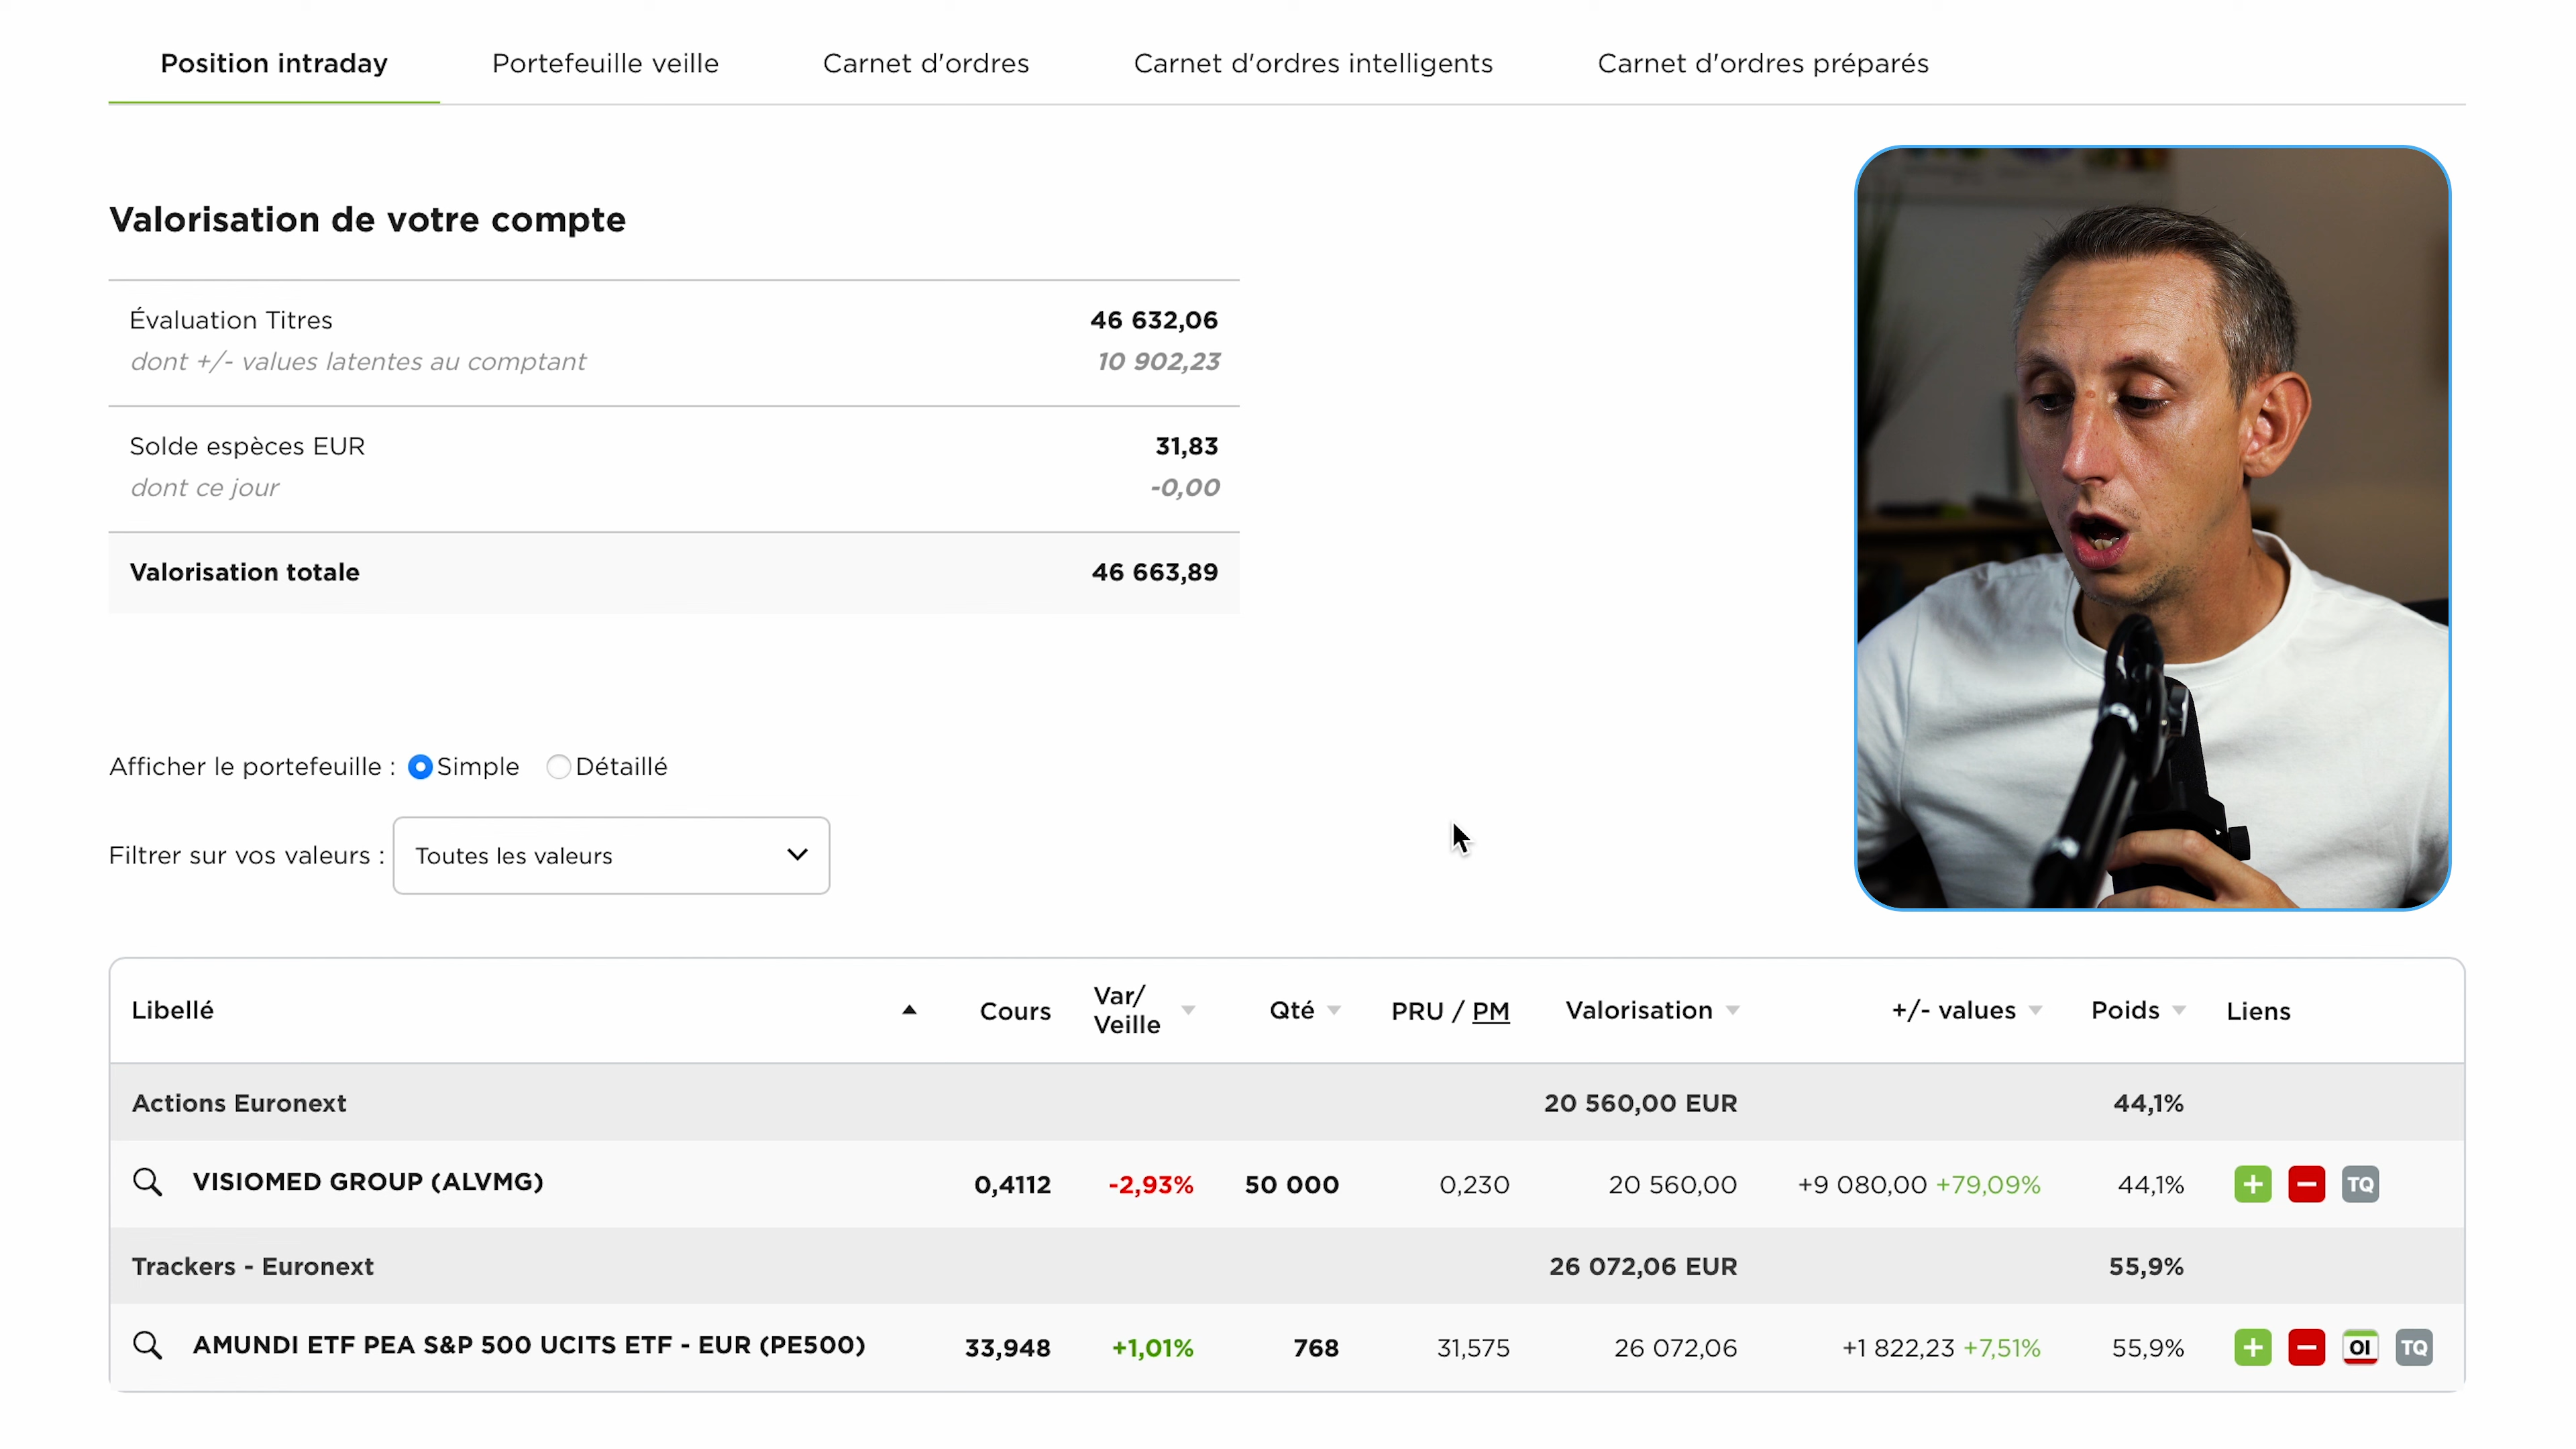 Position intraday Portefeuille veille Carnet d'ordres Carnet d'ordres intelligents Carnet d'ordres préparés
Valorisation de votre compte
Évaluation Titres 46 632,06
dont +/- values latentes au comptant 10 902,23
Solde espèces EUR 31,83
dont ce jour -0,00
Valorisation totale 46 663,89
Afficher le portefeuille : Simple Détaillé
Filtrer sur vos valeurs : Toutes les valeurs
Libellé Cours Var/ Veille Qté PRU / PM Valorisation +/- values Poids Liens
Actions Euronext 20 560,00 EUR 44,1%
VISIOMED GROUP (ALVMG) 0,4112 -2,93% 50 000 0,230 20 560,00 +9 080,00 +79,09% 44,1% TQ
Trackers - Euronext 26 072,06 EUR 55,9%
AMUNDI ETF PEA S&P 500 UCITS ETF - EUR (PE500) 33,948 +1,01% 768 31,575 26 072,06 +1 822,23 +7,51% 55,9% OI TQ